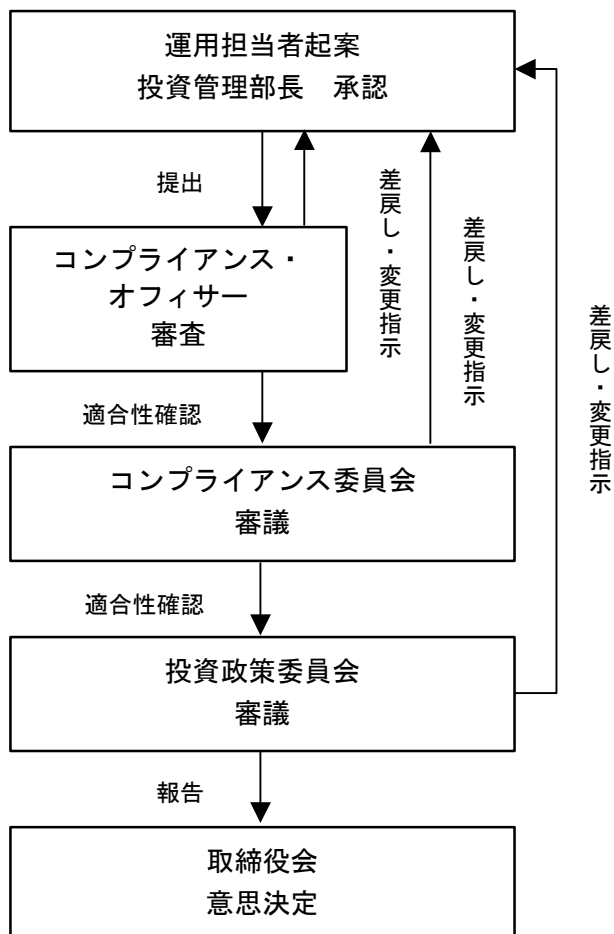 運用担当者起案
投資管理部長　承認
提出
差戻し・変更指示
差戻し・変更指示
差戻し・変更指示
コンプライアンス・
オフィサー
審査
適合性確認
コンプライアンス委員会
審議
適合性確認
投資政策委員会
審議
報告
取締役会
意思決定